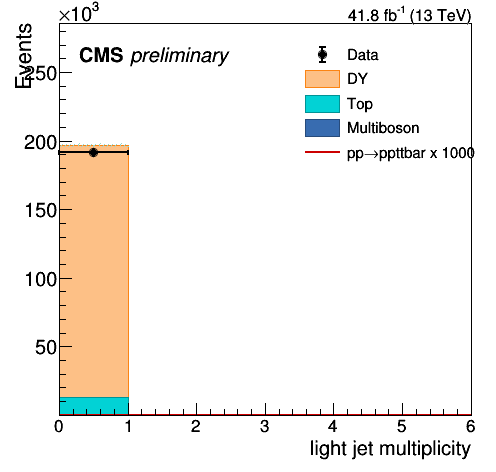 ×10³
41.8 fb⁻¹ (13 TeV)
Events
CMS preliminary
Data
DY
Top
Multiboson
pp→ppttbar x 1000
250
200
150
100
50
0 1 2 3 4 5 6
light jet multiplicity